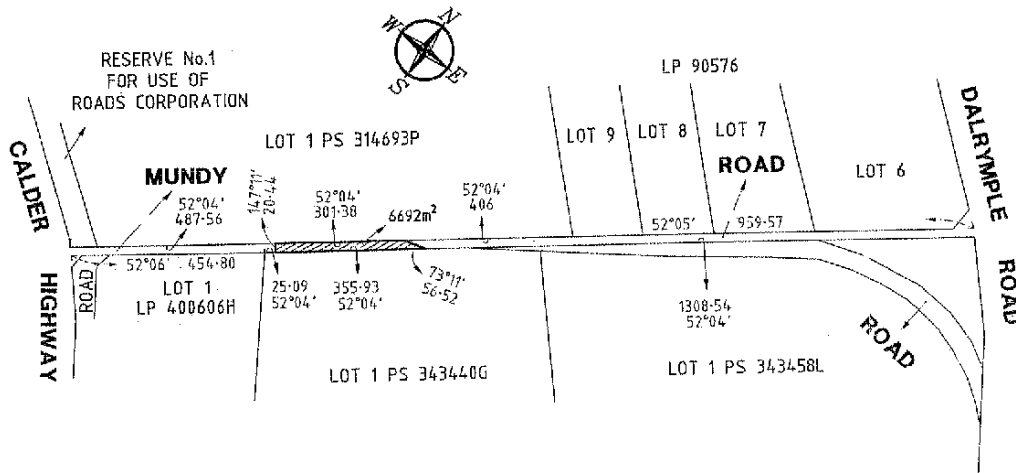 N
W
E
S
RESERVE No.1
FOR USE OF
ROADS CORPORATION
LP 90576
CALDER
LOT 1 PS 314693P
LOT 9
LOT 8
LOT 7
LOT 6
DALRYMPLE
MUNDY
ROAD
52°04'
487·56
147°11'
20·44
52°04'
301·38
6692m²
52°04'
406
52°05' 959·57
HIGHWAY
ROAD
52°06' 454·80
LOT 1
LP 400606H
25·09
52°04'
355·93
52°04'
73°11'
56·52
1308·54
52°04'
ROAD
ROAD
LOT 1 PS 343440G
LOT 1 PS 343458L